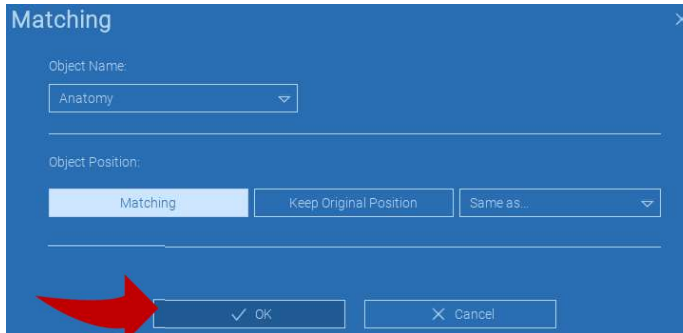 Matching
Object Name:
Anatomy
Object Position:
Matching Keep Original Position Same as...
OK Cancel